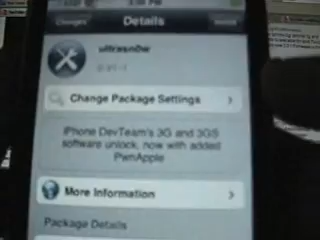 Changes Details
ultrasn0w
Change Package Settings
iPhone DevTeam's 3G and 3GS
software unlock, now with added
PwnApple
More Information
Package Details